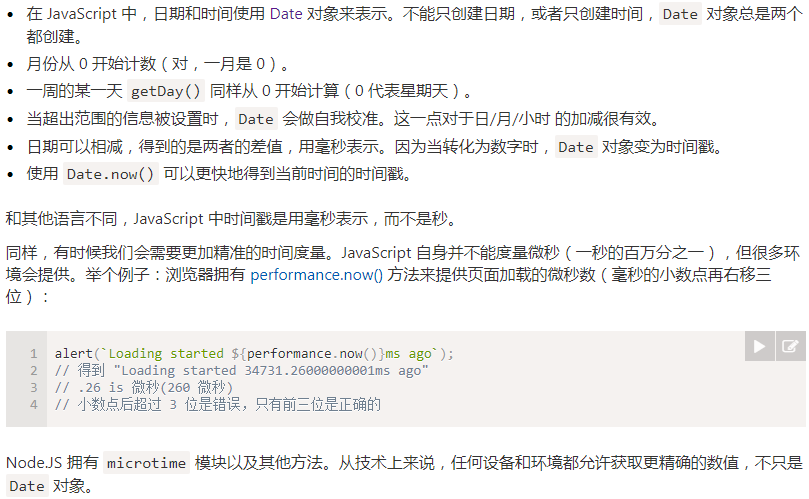 在 JavaScript 中，日期和时间使用 Date 对象来表示。不能只创建日期，或者只创建时间，Date 对象总是两个
都创建。
月份从 0 开始计数（对，一月是 0）。
一周的某一天 getDay() 同样从 0 开始计算（0 代表星期天）。
当超出范围的信息被设置时，Date 会做自我校准。这一点对于日/月/小时 的加减很有效。
日期可以相减，得到的是两者的差值，用毫秒表示。因为当转化为数字时，Date 对象变为时间戳。
使用 Date.now() 可以更快地得到当前时间的时间戳。
和其他语言不同，JavaScript 中时间戳是用毫秒表示，而不是秒。
同样，有时候我们会需要更加精准的时间度量。JavaScript 自身并不能度量微秒（一秒的百万分之一），但很多环
境会提供。举个例子：浏览器拥有 performance.now() 方法来提供页面加载的微秒数（毫秒的小数点再右移三
位）：
1 alert(`Loading started ${performance.now()}ms ago`);
2 // 得到 "Loading started 34731.26000000001ms ago"
3 // .26 is 微秒(260 微秒)
4 // 小数点后超过 3 位是错误，只有前三位是正确的
NodeJS 拥有 microtime 模块以及其他方法。从技术上来说，任何设备和环境都允许获取更精确的数值，不只是
Date 对象。